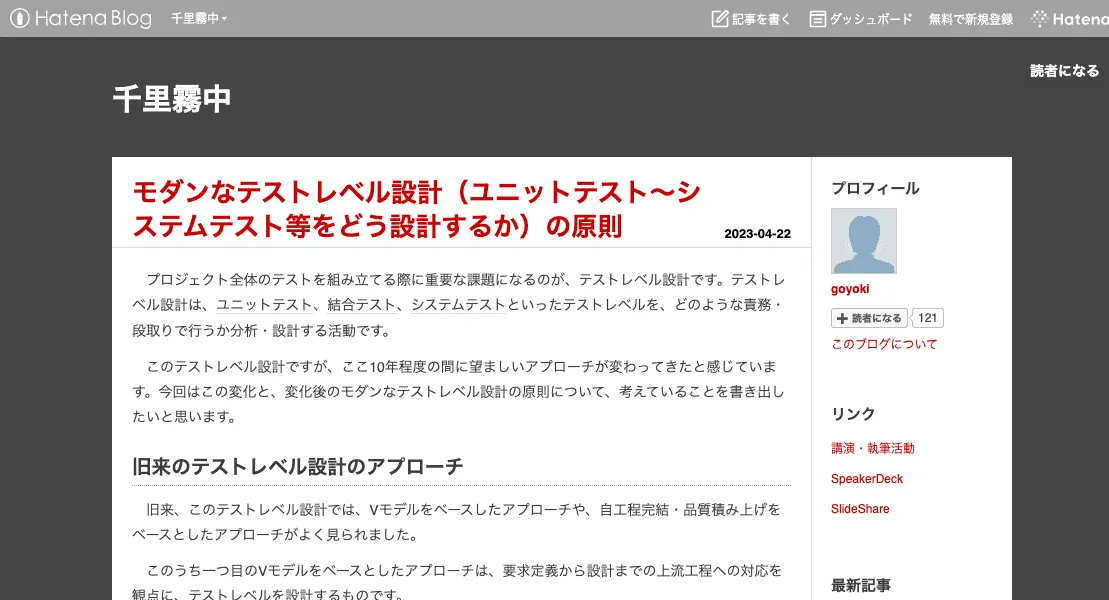 Hatena Blog
千里霧中
記事を書く
ダッシュボード
無料で新規登録
Hatena
読者になる
千里霧中
モダンなテストレベル設計（ユニットテスト〜シ
ステムテスト等をどう設計するか）の原則
2023-04-22
プロジェクト全体のテストを組み立てる際に重要な課題になるのが、テストレベル設計です。テストレ
ベル設計は、ユニットテスト、結合テスト、システムテストといったテストレベルを、どのような責務・
段取りで行うか分析・設計する活動です。
このテストレベル設計ですが、ここ10年程度の間に望ましいアプローチが変わってきたと感じていま
す。今回はこの変化と、変化後のモダンなテストレベル設計の原則について、考えていることを書き出し
たいと思います。
旧来のテストレベル設計のアプローチ
旧来、このテストレベル設計では、Vモデルをベースしたアプローチや、自工程完結・品質積み上げを
ベースとしたアプローチがよく見られました。
このうち一つ目のVモデルをベースとしたアプローチは、要求定義から設計までの上流工程への対応を
観点に、テストレベルを設計するものです。
プロフィール
goyoki
読者になる
121
このブログについて
リンク
講演・執筆活動
SpeakerDeck
SlideShare
最新記事